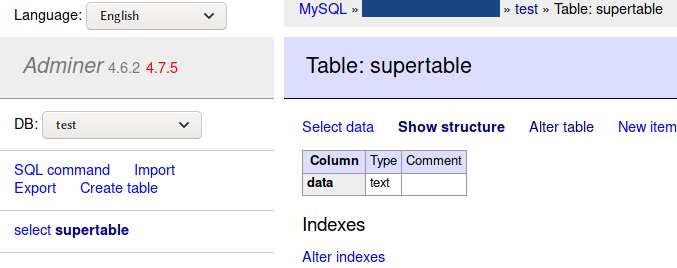 Language: English
Adminer 4.6.2 4.7.5
DB: test
SQL command Import
Export Create table
select supertable
MySQL » » test » Table: supertable
Table: supertable
Select data Show structure Alter table New item
Column Type Comment
data text
Indexes
Alter indexes